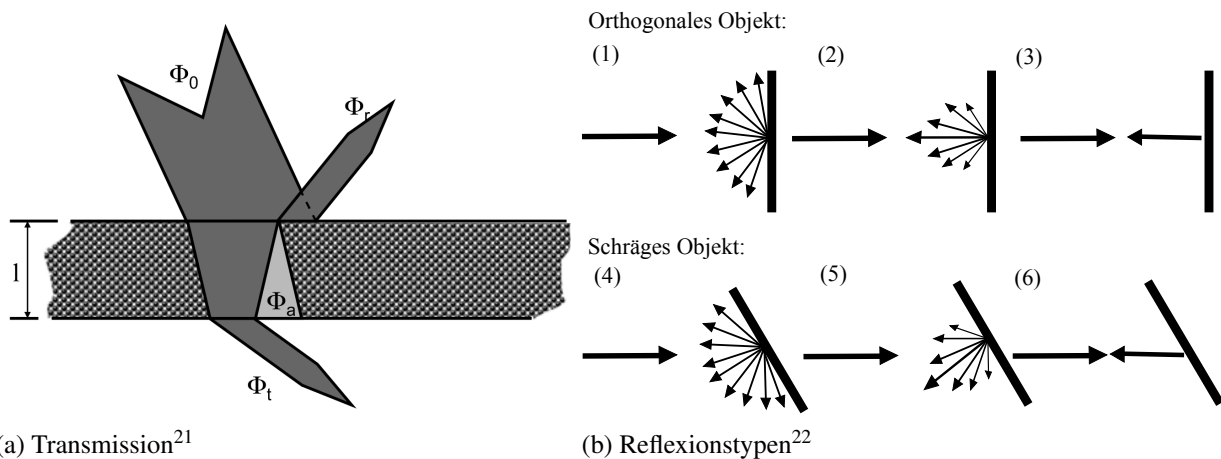 Φ0
Φr
l
Φa
Φt
(a) Transmission21
Orthogonales Objekt:
(1) (2) (3)
Schräges Objekt:
(4) (5) (6)
(b) Reflexionstypen22